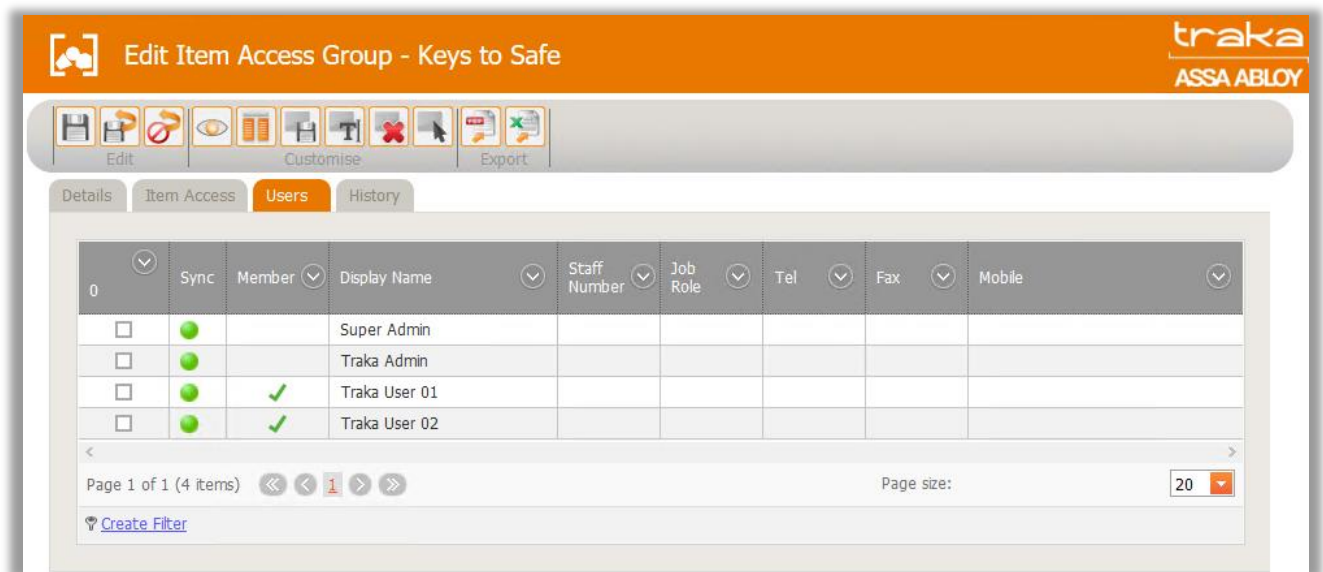 Edit Item Access Group - Keys to Safe
traka
ASSA ABLOY
Edit Customise Export
Details Item Access Users History
0 Sync Member Display Name Staff Number Job Role Tel Fax Mobile
Super Admin
Traka Admin
Traka User 01
Traka User 02
Page 1 of 1 (4 items) 1 Page size: 20
Create Filter